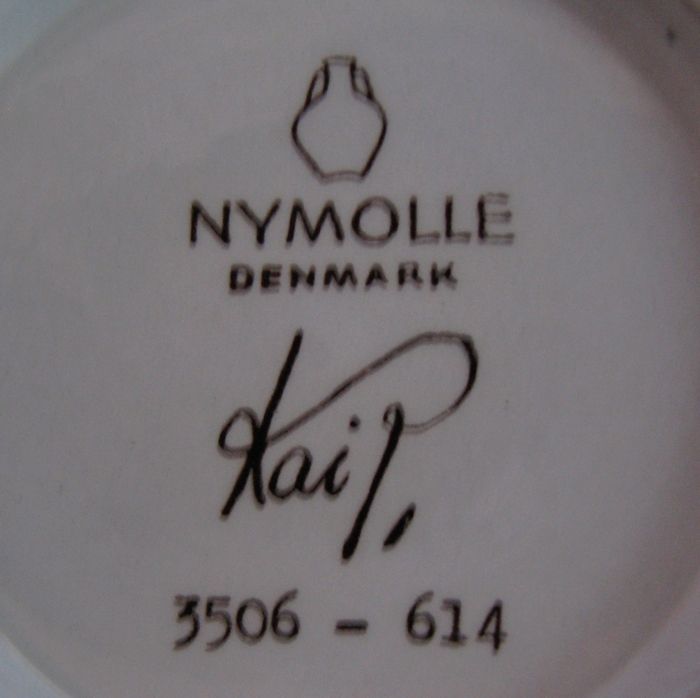 NYMOLLE
DENMARK
Kai P.
3506 - 614